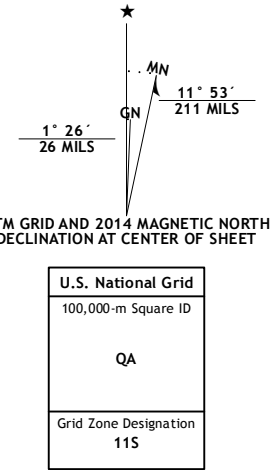 ★
MN
GN
11° 53´
211 MILS
1° 26´
26 MILS
TM GRID AND 2014 MAGNETIC NORTH
DECLINATION AT CENTER OF SHEET
U.S. National Grid
100,000-m Square ID
QA
Grid Zone Designation
11S